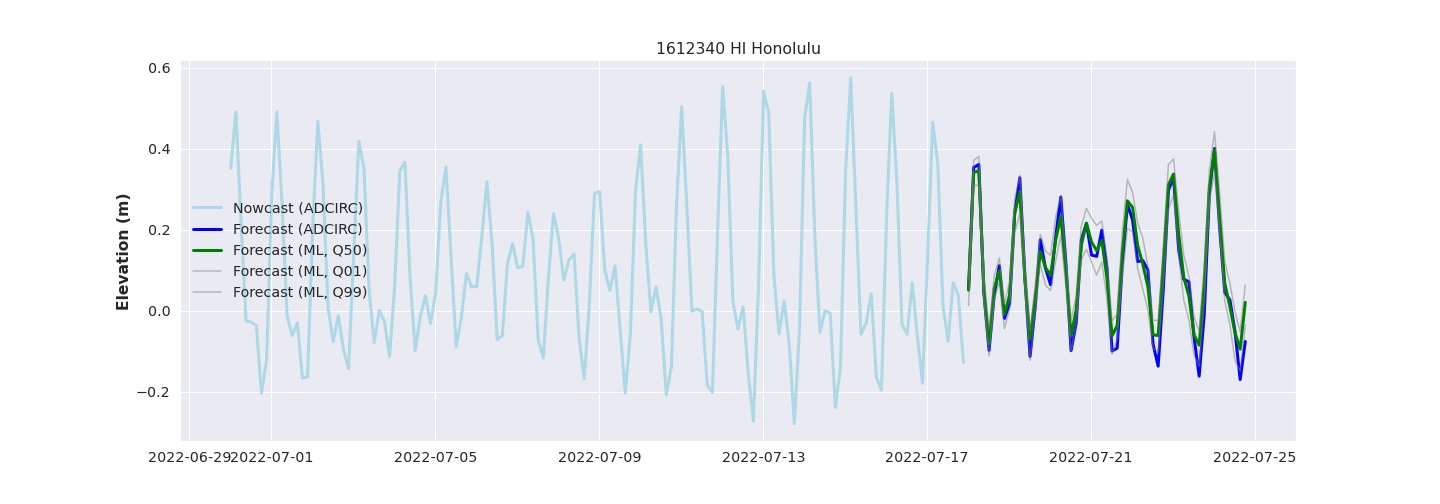 1612340 HI Honolulu
0.6
0.4
0.2
0.0
−0.2
Elevation (m)
Nowcast (ADCIRC)
Forecast (ADCIRC)
Forecast (ML, Q50)
Forecast (ML, Q01)
Forecast (ML, Q99)
2022-06-29 2022-07-01 2022-07-05 2022-07-09 2022-07-13 2022-07-17 2022-07-21 2022-07-25